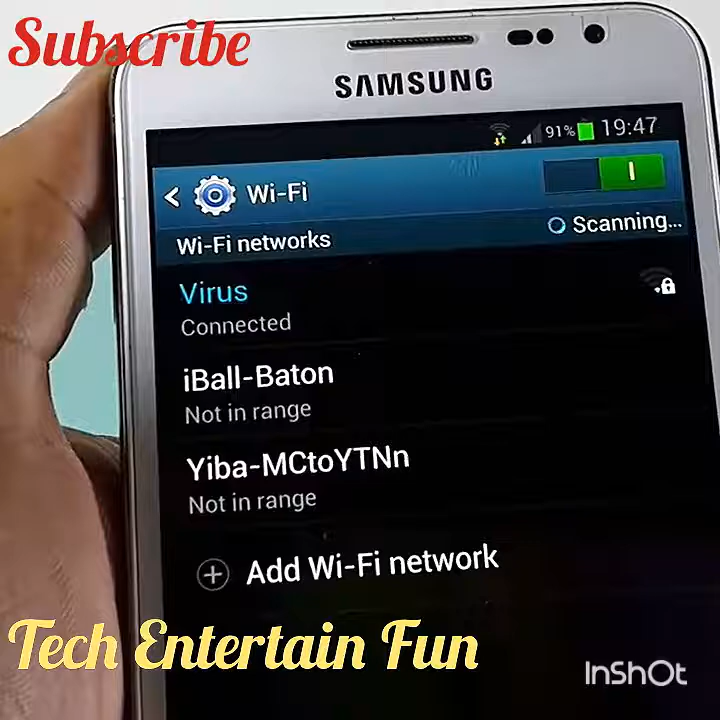 Subscribe
SAMSUNG
91% 19:47
Wi-Fi
Wi-Fi networks
Scanning...
Virus
Connected
iBall-Baton
Not in range
Yiba-MCtoYTNn
Not in range
Add Wi-Fi network
Tech Entertain Fun
InShOt